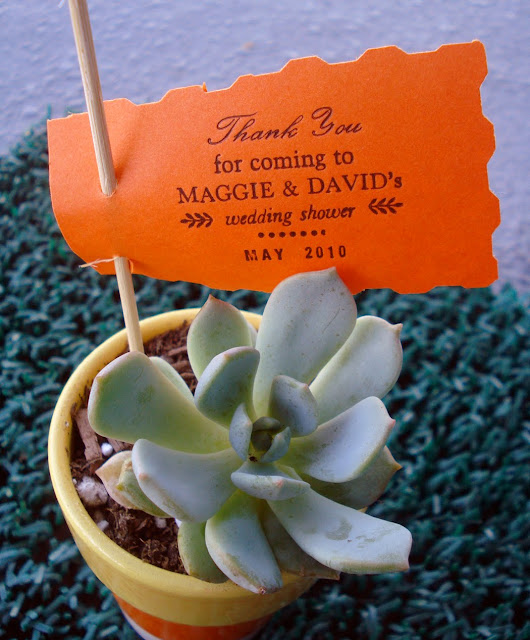 Thank You
for coming to
MAGGIE & DAVID's
wedding shower
MAY 2010